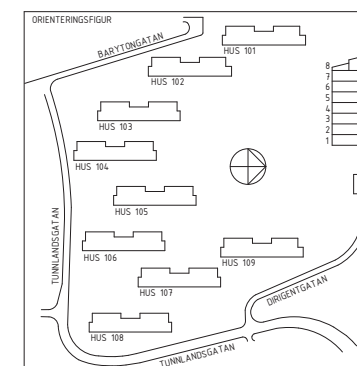 ORIENTERINGSFIGUR
BARYTONGATAN
HUS 101
HUS 102
8
7
6
5
4
3
2
1
HUS 103
HUS 104
HUS 105
TUNNLANDSGATAN
HUS 106
HUS 109
HUS 107
DIRIGENTGATAN
HUS 108
TUNNLANDSGATAN